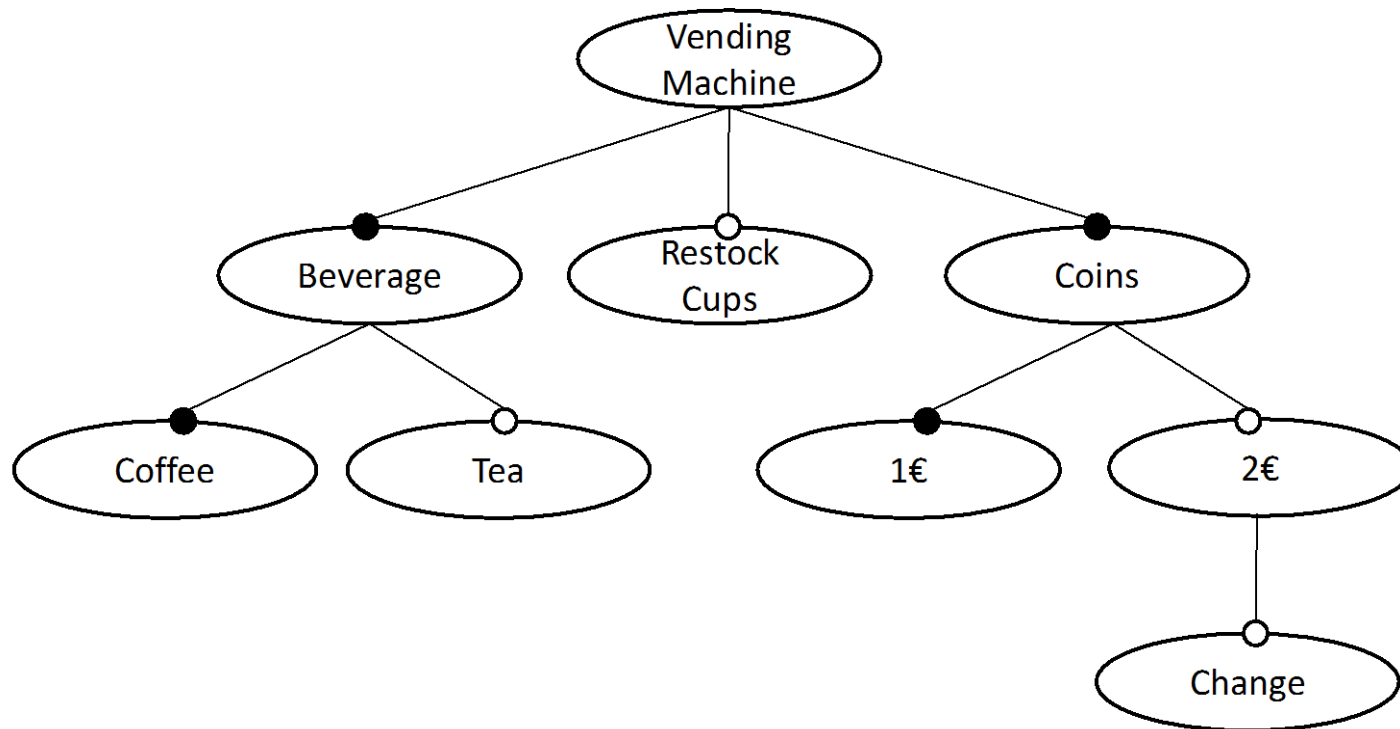 Vending
Machine
Beverage
Restock
Cups
Coins
Coffee
Tea
1€
2€
Change